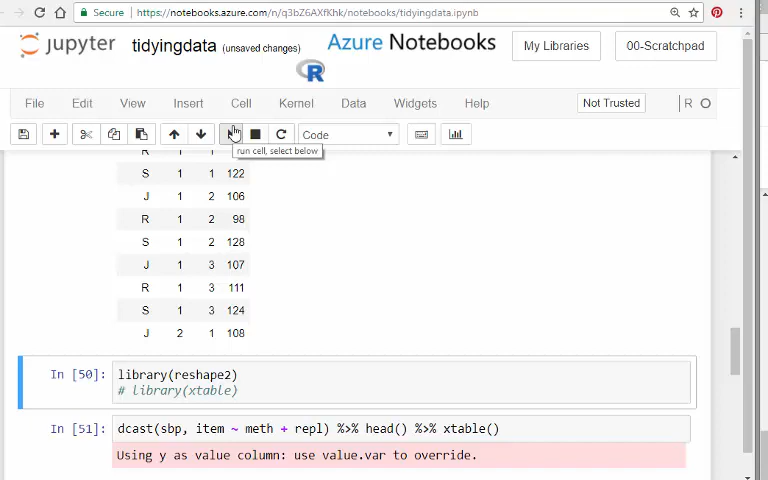 Secure https://notebooks.azure.com/n/q3bZ6AXfKhk/notebooks/tidyingdata.ipynb
jupyter tidyingdata (unsaved changes) Azure Notebooks My Libraries 00-Scratchpad
R
File Edit View Insert Cell Kernel Data Widgets Help Not Trusted R
Code
run cell, select below
R 1 1
S 1 1 122
J 1 2 106
R 1 2 98
S 1 2 128
J 1 3 107
R 1 3 111
S 1 3 124
J 2 1 108
In [50]: library(reshape2)
# library(xtable)
In [51]: dcast(sbp, item ~ meth + repl) %>% head() %>% xtable()
Using y as value column: use value.var to override.